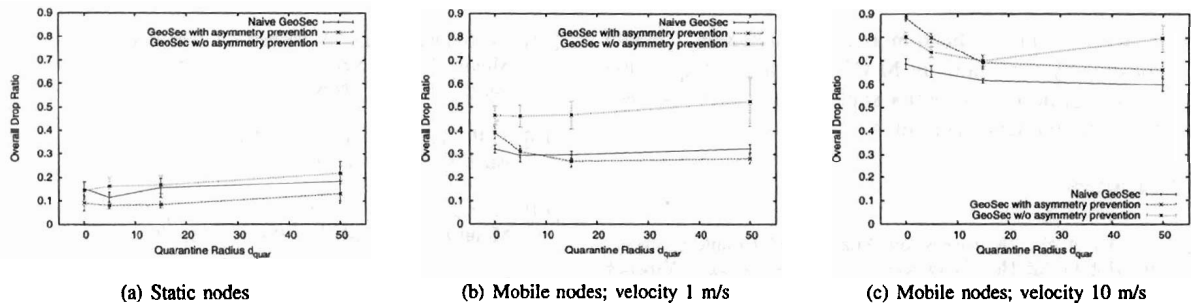 0.9
0.8
0.7
0.6
0.5
0.4
0.3
0.2
0.1
0
Overall Drop Ratio
Naive GeoSec
GeoSec with asymmetry prevention
GeoSec w/o asymmetry prevention
0 10 20 30 40 50
Quarantine Radius dquar
(a) Static nodes
0.9
0.8
0.7
0.6
0.5
0.4
0.3
0.2
0.1
0
Overall Drop Ratio
Naive GeoSec
GeoSec with asymmetry prevention
GeoSec w/o asymmetry prevention
0 10 20 30 40 50
Quarantine Radius dquar
(b) Mobile nodes; velocity 1 m/s
0.9
0.8
0.7
0.6
0.5
0.4
0.3
0.2
0.1
0
Overall Drop Ratio
Naive GeoSec
GeoSec with asymmetry prevention
GeoSec w/o asymmetry prevention
0 10 20 30 40 50
Quarantine Radius dquar
(c) Mobile nodes; velocity 10 m/s